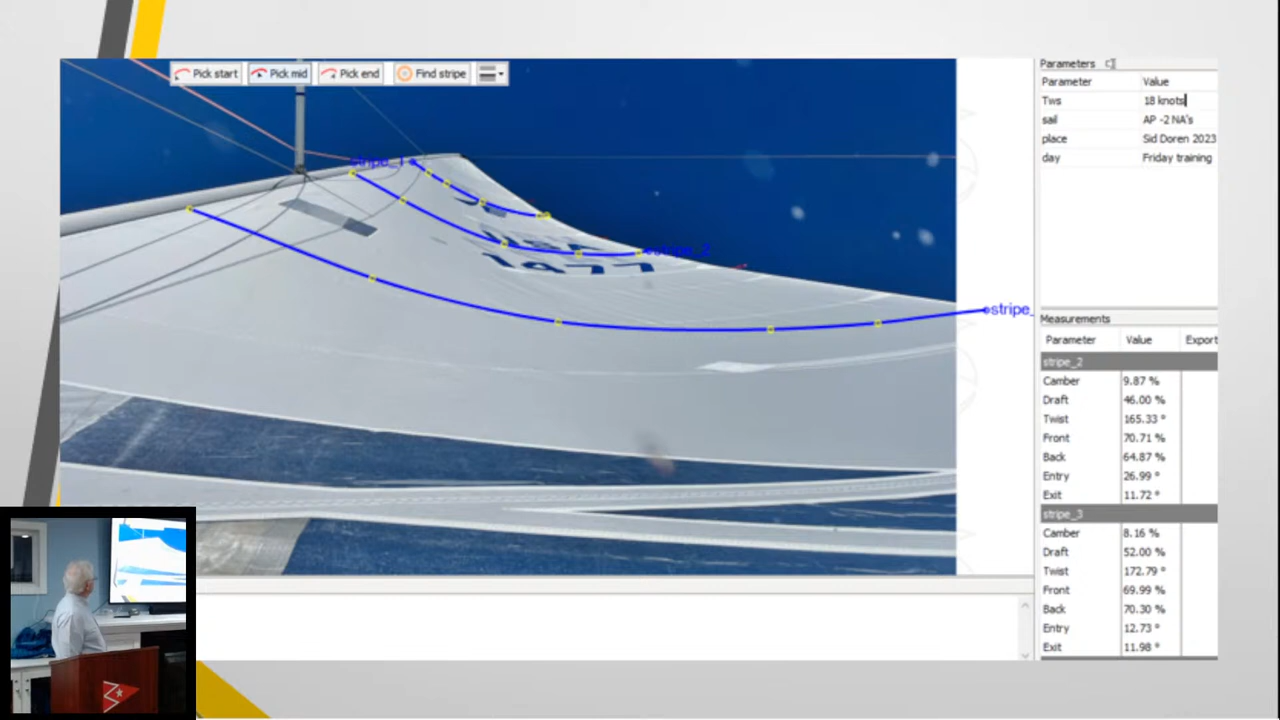 Pick start Pick mid Pick end Find stripe
stripe_1
stripe_2
USA
1477
stripe_
Parameters
Parameter Value
Tws 18 knots
sail AP -2 NA's
place Sid Doren 2023
day Friday training
Measurements
Parameter Value Export
stripe_2
Camber 9.87 %
Draft 46.00 %
Twist 165.33 °
Front 70.71 %
Back 64.87 %
Entry 26.99 °
Exit 11.72 °
stripe_3
Camber 8.16 %
Draft 52.00 %
Twist 172.79 °
Front 69.99 %
Back 70.30 %
Entry 12.73 °
Exit 11.98 °